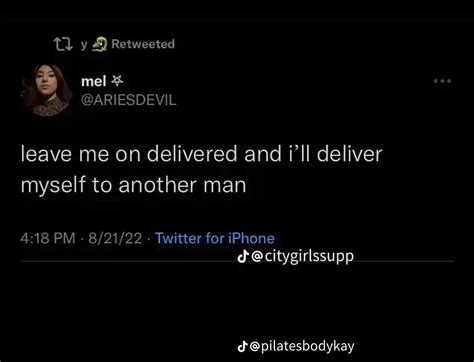 y Retweeted
mel
@ARIESDEVIL
leave me on delivered and i'll deliver
myself to another man
4:18 PM · 8/21/22 · Twitter for iPhone
@citygirlssupp
@pilatesbodykay